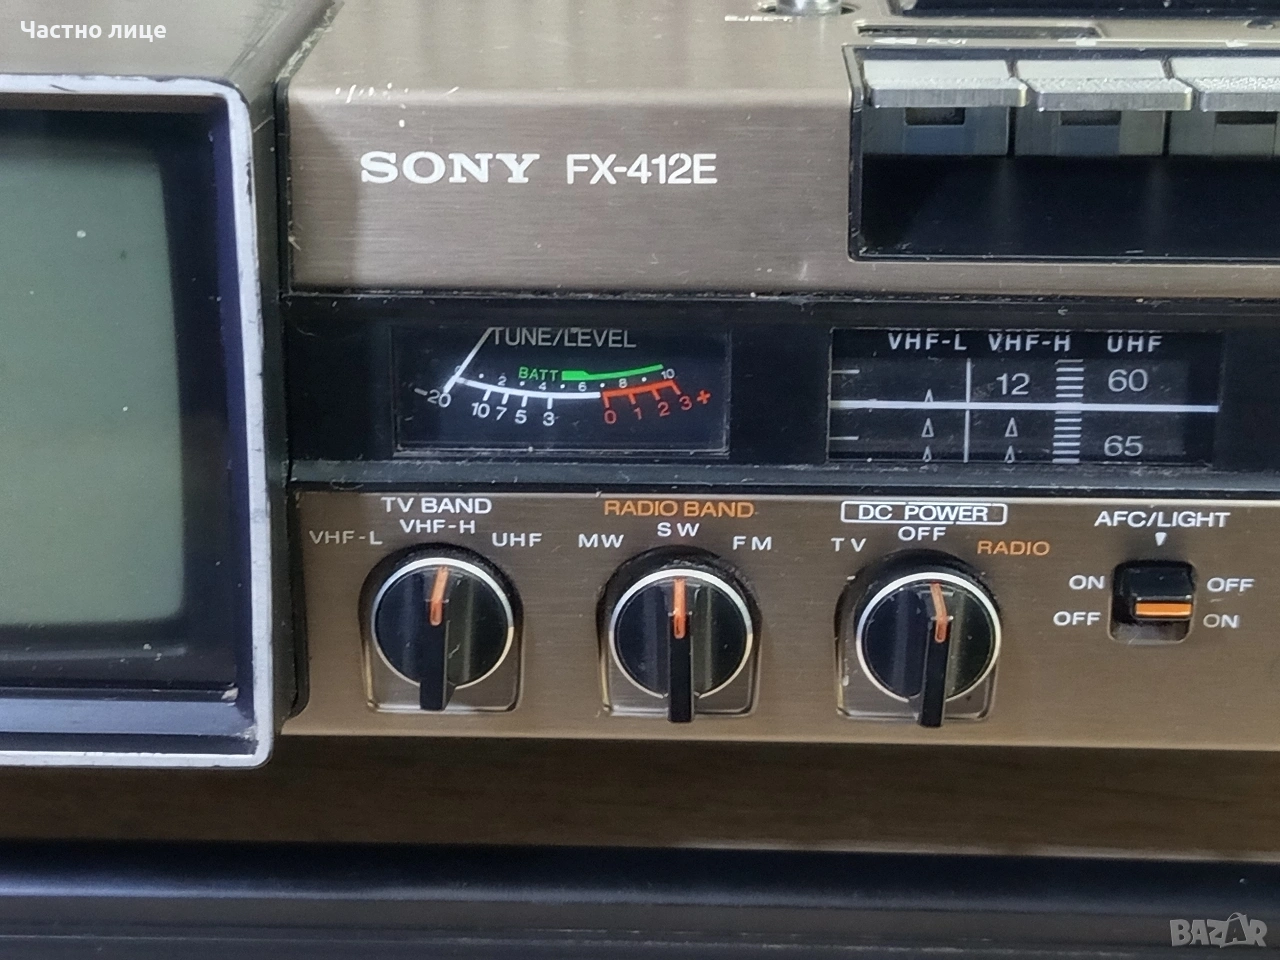 Частно лице
EJECT
SONY FX-412E
TUNE/LEVEL
BATT
0 2 4 6 8 10
-20 10 7 5 3 0 1 2 3 +
VHF-L VHF-H UHF
12 60
65
TV BAND
VHF-L VHF-H UHF
RADIO BAND
MW SW FM
DC POWER
TV OFF RADIO
AFC/LIGHT
ON OFF
OFF ON
BAZAR